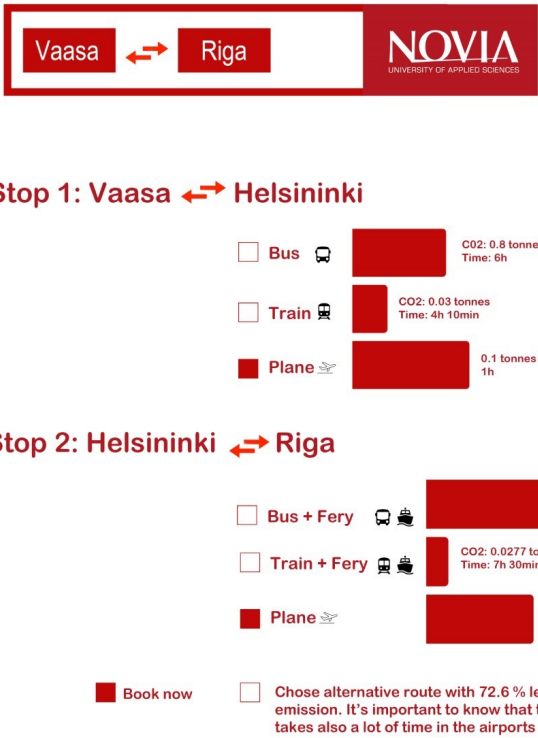 Vaasa
Riga
NOVIA
UNIVERSITY OF APPLIED SCIENCES
Stop 1: Vaasa Helsininki
Bus
C02: 0.8 tonne
Time: 6h
Train
CO2: 0.03 tonnes
Time: 4h 10min
Plane
0.1 tonnes
1h
Stop 2: Helsininki Riga
Bus + Fery
Train + Fery
CO2: 0.0277 to
Time: 7h 30min
Plane
Book now
Chose alternative route with 72.6 % le
emission. It's important to know that t
takes also a lot of time in the airports